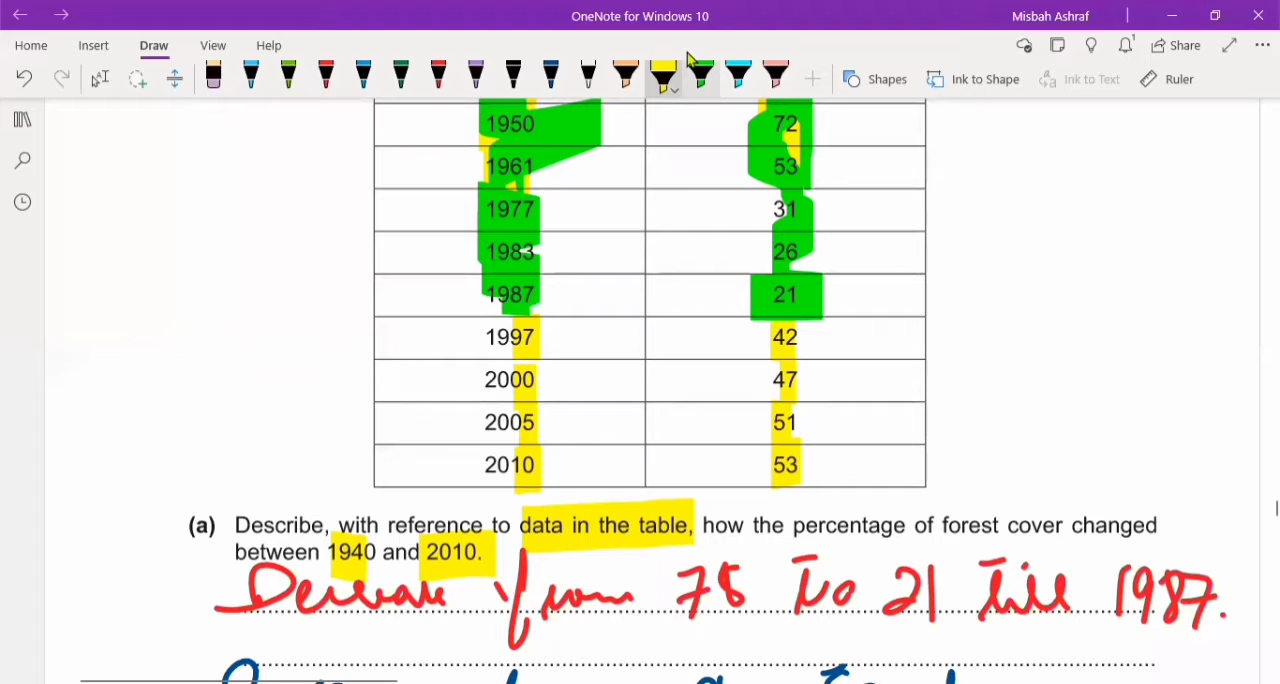 OneNote for Windows 10
Misbah Ashraf
Home Insert Draw View Help
1
Share
Shapes
Ink to Shape
Ink to Text
Ruler
1950 72
1961 53
1977 31
1983 26
1987 21
1997 42
2000 47
2005 51
2010 53
(a) Describe, with reference to data in the table, how the percentage of forest cover changed
between 1940 and 2010.
from 78 to 21 till 1987.